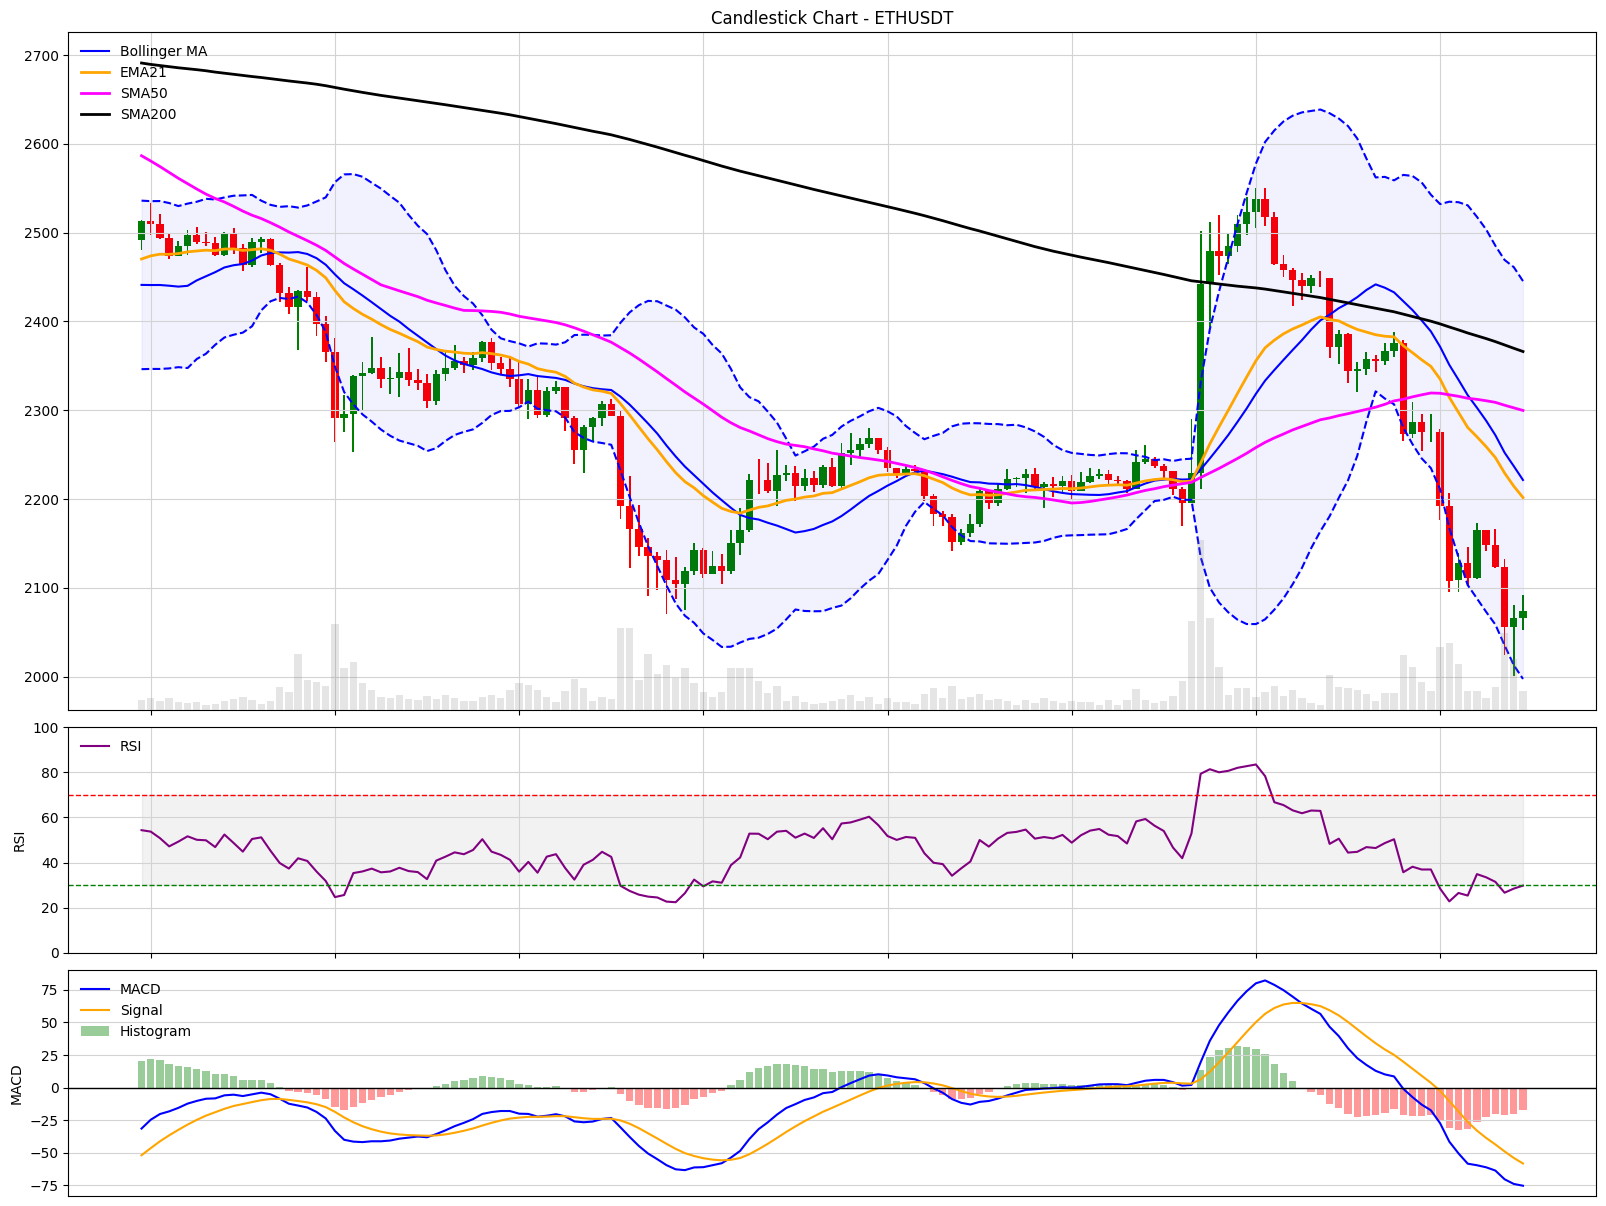 Candlestick Chart - ETHUSDT
Bollinger MA
EMA21
SMA50
SMA200
2700
2600
2500
2400
2300
2200
2100
2000
RSI
100
80
60
40
20
0
RSI
MACD
Signal
Histogram
75
50
25
0
−25
−50
−75
MACD